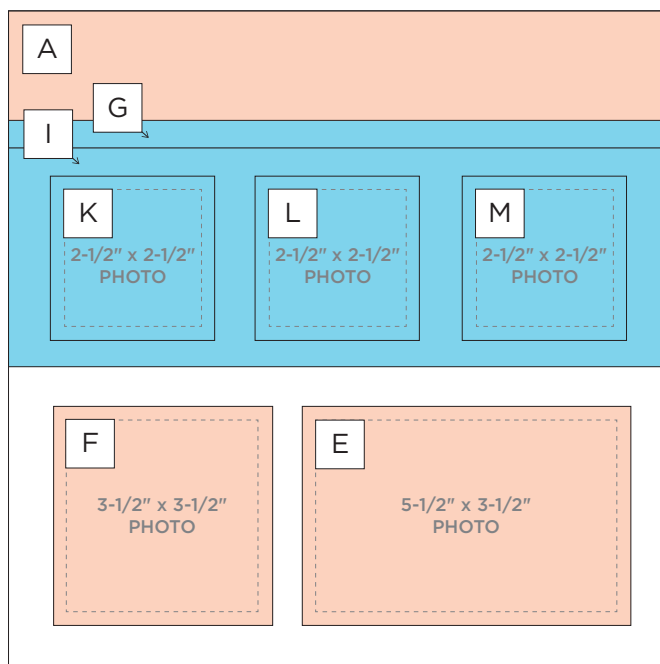 A
G
I
K
L
M
2-1/2" x 2-1/2"
PHOTO
2-1/2" x 2-1/2"
PHOTO
2-1/2" x 2-1/2"
PHOTO
F
E
3-1/2" x 3-1/2"
PHOTO
5-1/2" x 3-1/2"
PHOTO